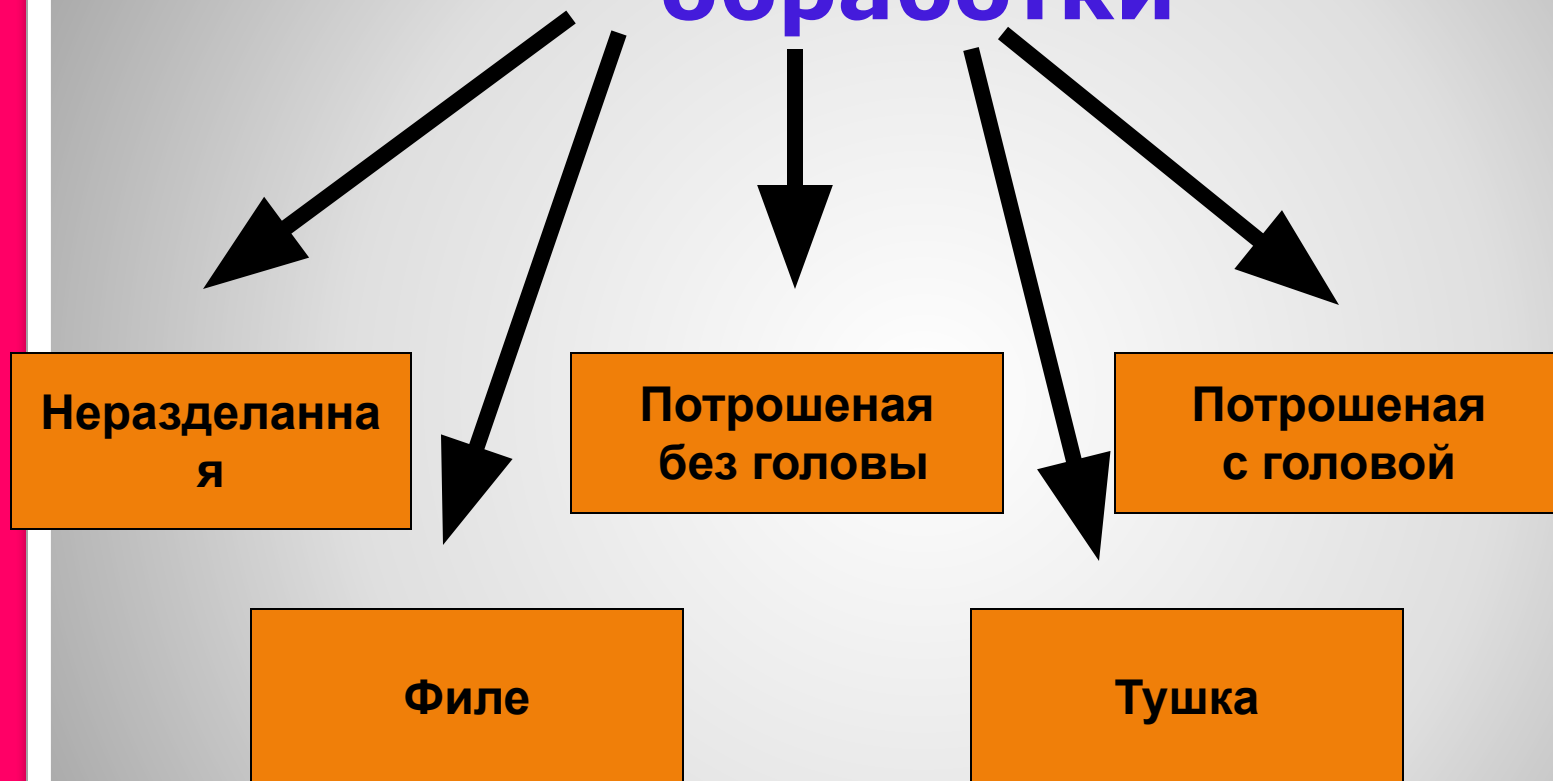 обработки
Неразделанна
я
Потрошеная
без головы
Потрошеная
с головой
Филе
Тушка